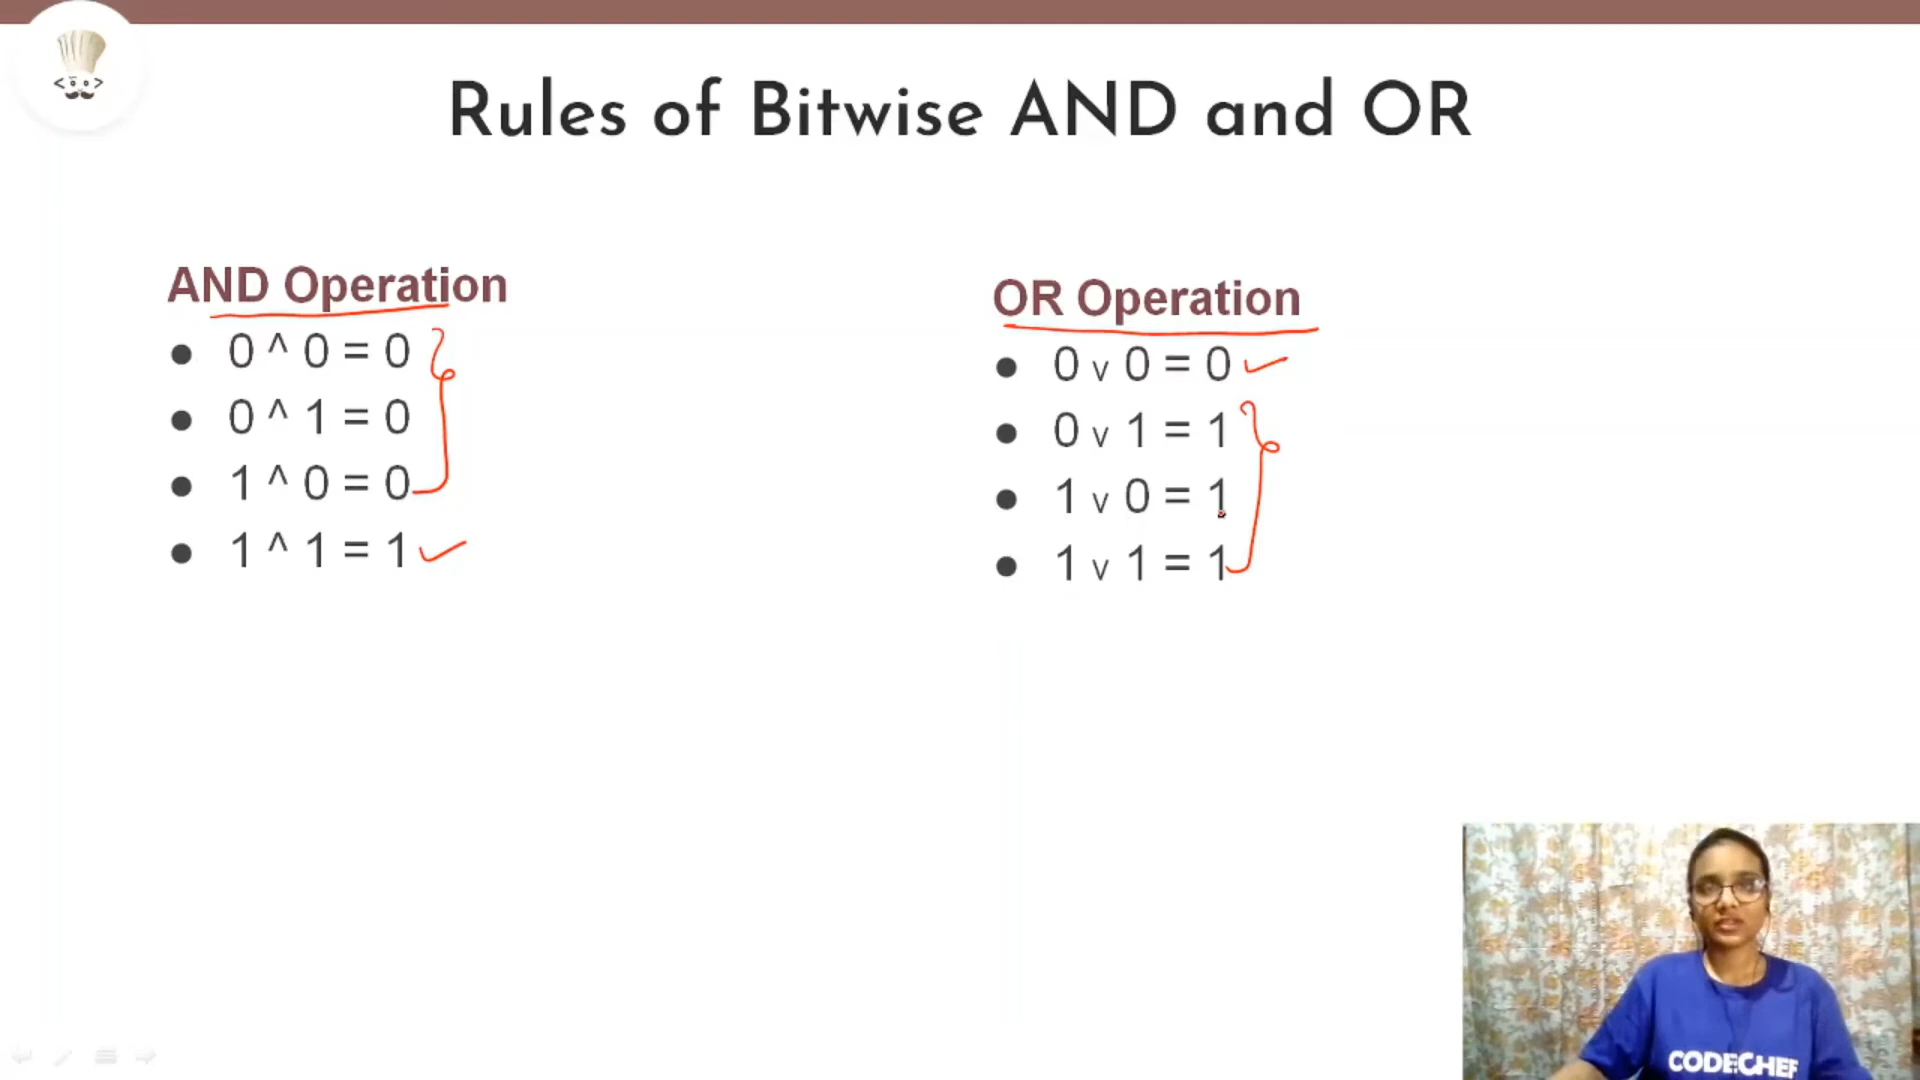 Rules of Bitwise AND and OR
AND Operation
0 ^ 0 = 0
0 ^ 1 = 0
1 ^ 0 = 0
1 ^ 1 = 1
OR Operation
0 v 0 = 0
0 v 1 = 1
1 v 0 = 1
1 v 1 = 1
CODECHEF